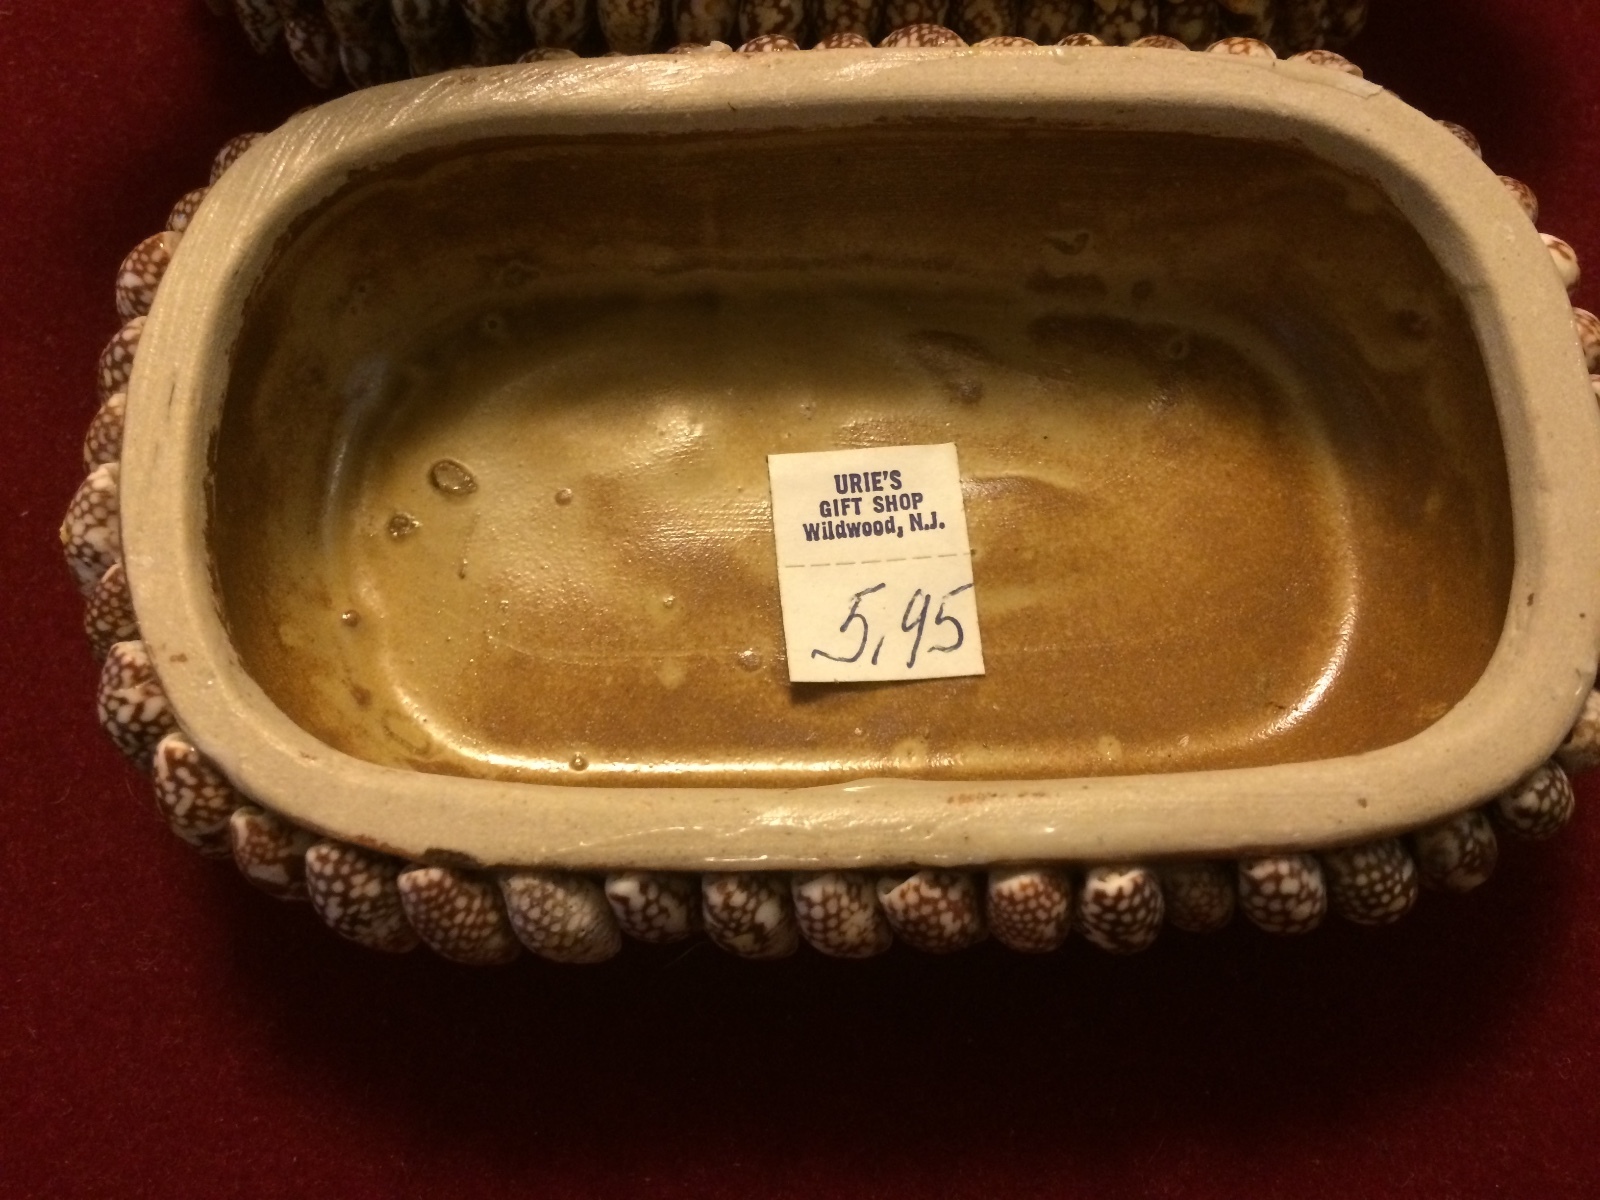 URIE'S
GIFT SHOP
Wildwood, N.J.
5,95